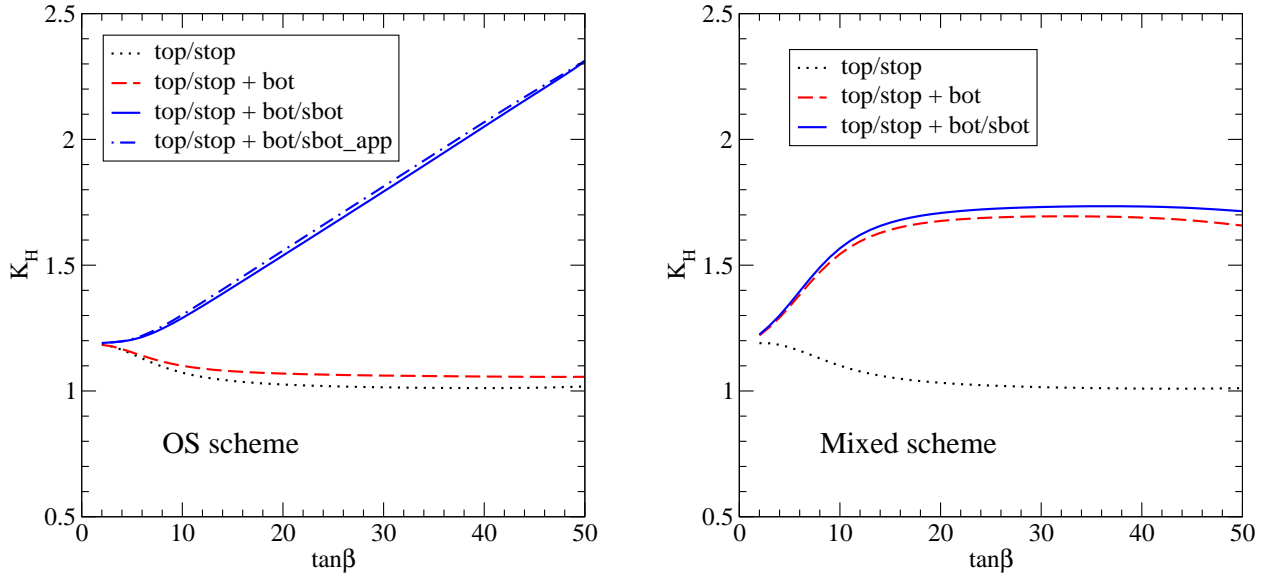 2.5
2
1.5
1
0.5
K_H
top/stop
top/stop + bot
top/stop + bot/sbot
top/stop + bot/sbot_app
OS scheme
0 10 20 30 40 50
tanβ
2.5
2
1.5
1
0.5
K_H
top/stop
top/stop + bot
top/stop + bot/sbot
Mixed scheme
0 10 20 30 40 50
tanβ